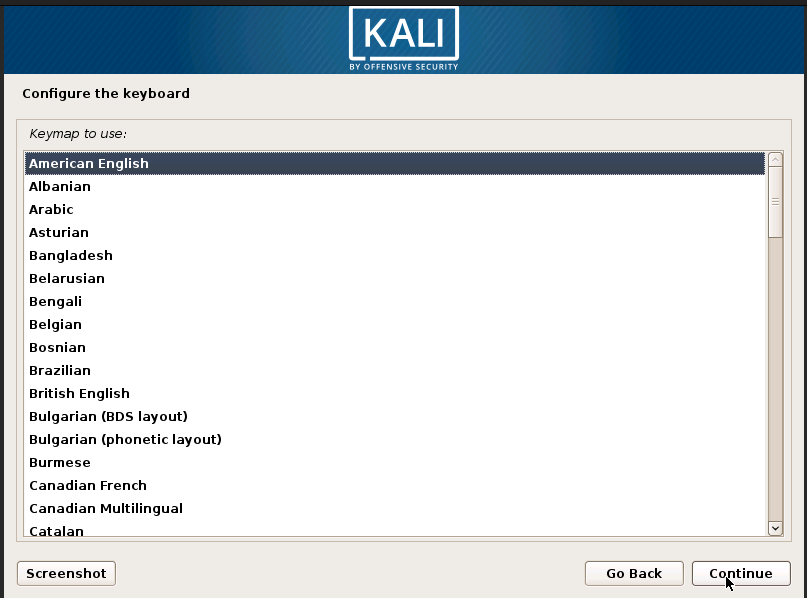 KALI
BY OFFENSIVE SECURITY
Configure the keyboard
Keymap to use:
American English
Albanian
Arabic
Asturian
Bangladesh
Belarusian
Bengali
Belgian
Bosnian
Brazilian
British English
Bulgarian (BDS layout)
Bulgarian (phonetic layout)
Burmese
Canadian French
Canadian Multilingual
Catalan
Screenshot
Go Back
Continue